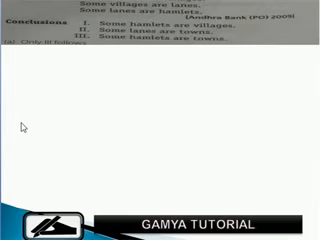 Some villages are lanes.
Some lanes are hamlets.
[Andhra Bank (PO) 2009]
Conclusions I. Some hamlets are villages.
II. Some lanes are towns.
III. Some hamlets are towns.
(a) Only III follows
GAMYA TUTORIAL